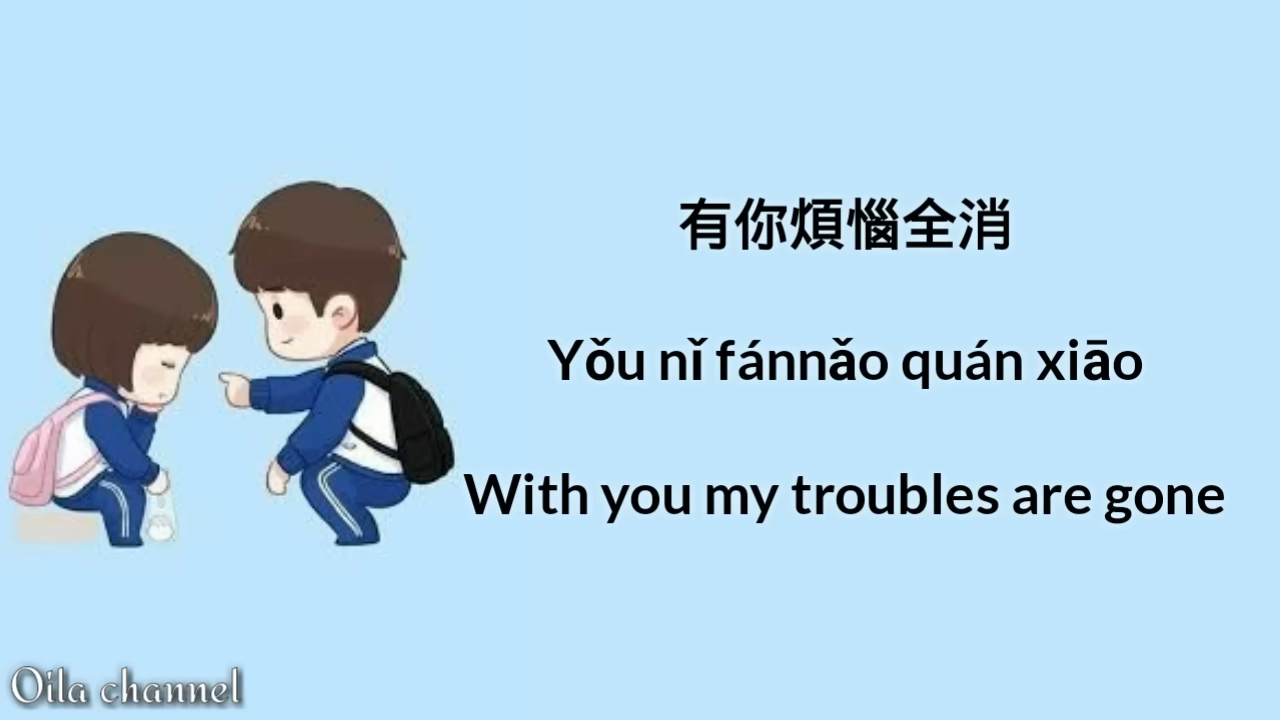 有你煩惱全消
Yǒu nǐ fánnǎo quán xiāo
With you my troubles are gone
Oila channel